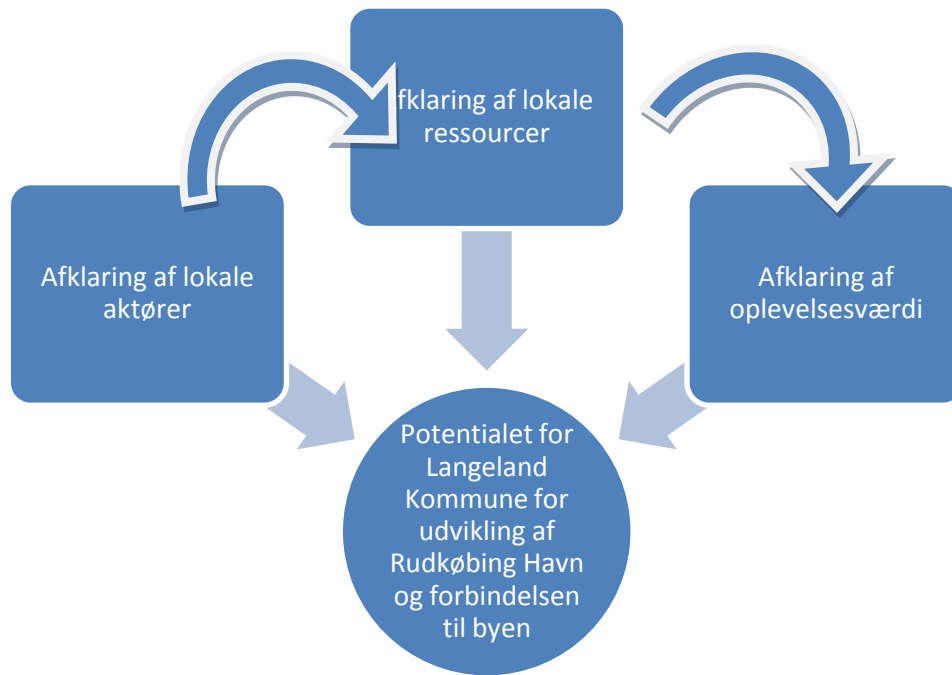 Afklaring af lokale
aktører
fklaring af lokale
ressourcer
Afklaring af
oplevelsesværdi
Potentialet for
Langeland
Kommune for
udvikling af
Rudkøbing Havn
og forbindelsen
til byen